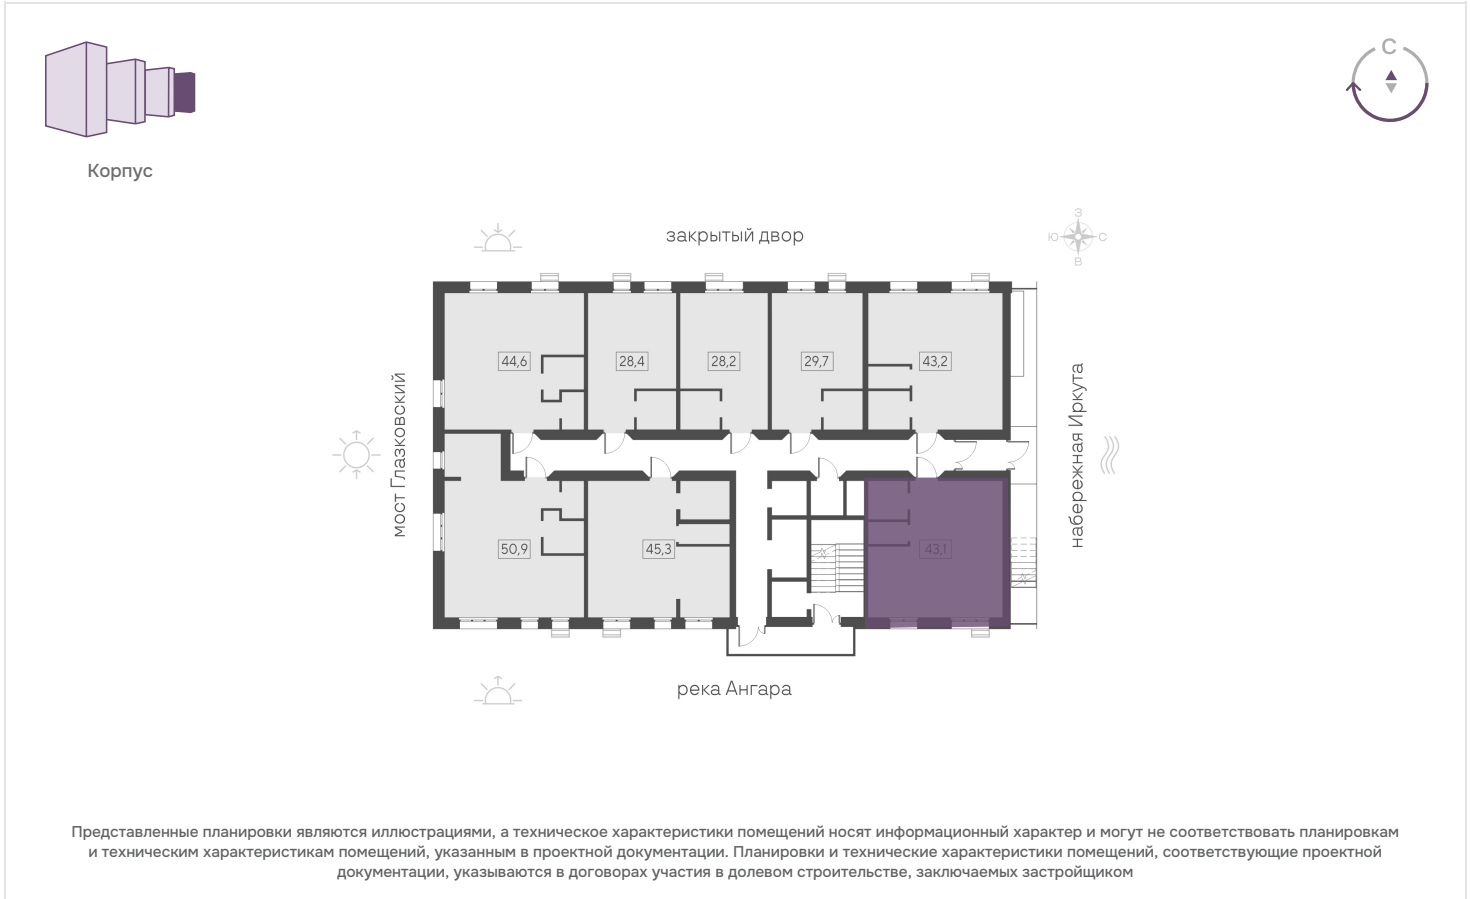 С
Корпус
закрытый двор
З
Ю
С
В
44,6
28,4
28,2
29,7
43,2
мост Глазковский
набережная Иркута
50,9
45,3
43,1
река Ангара
Представленные планировки являются иллюстрациями, а техническое характеристики помещений носят информационный характер и могут не соответствовать планировкам
и техническим характеристикам помещений, указанным в проектной документации. Планировки и технические характеристики помещений, соответствующие проектной
документации, указываются в договорах участия в долевом строительстве, заключаемых застройщиком